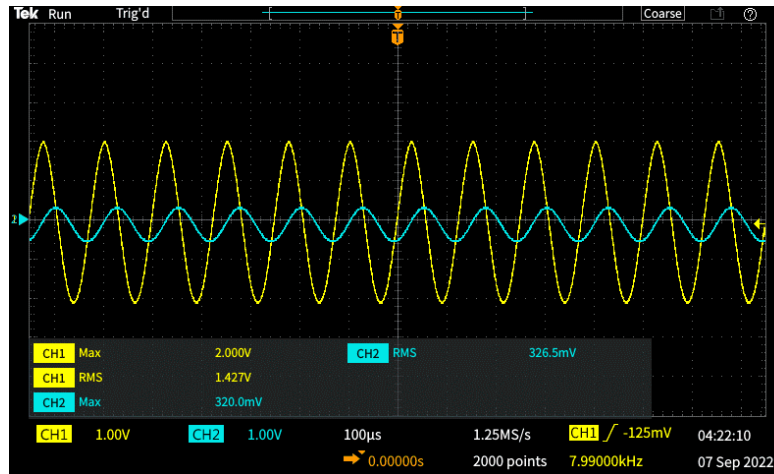 Tek Run Trig'd T Coarse ?
T
2
CH1 Max 2.000V CH2 RMS 326.5mV
CH1 RMS 1.427V
CH2 Max 320.0mV
CH1 1.00V CH2 1.00V 100µs 1.25MS/s CH1 -125mV 04:22:10
0.00000s 2000 points 7.99000kHz 07 Sep 2022